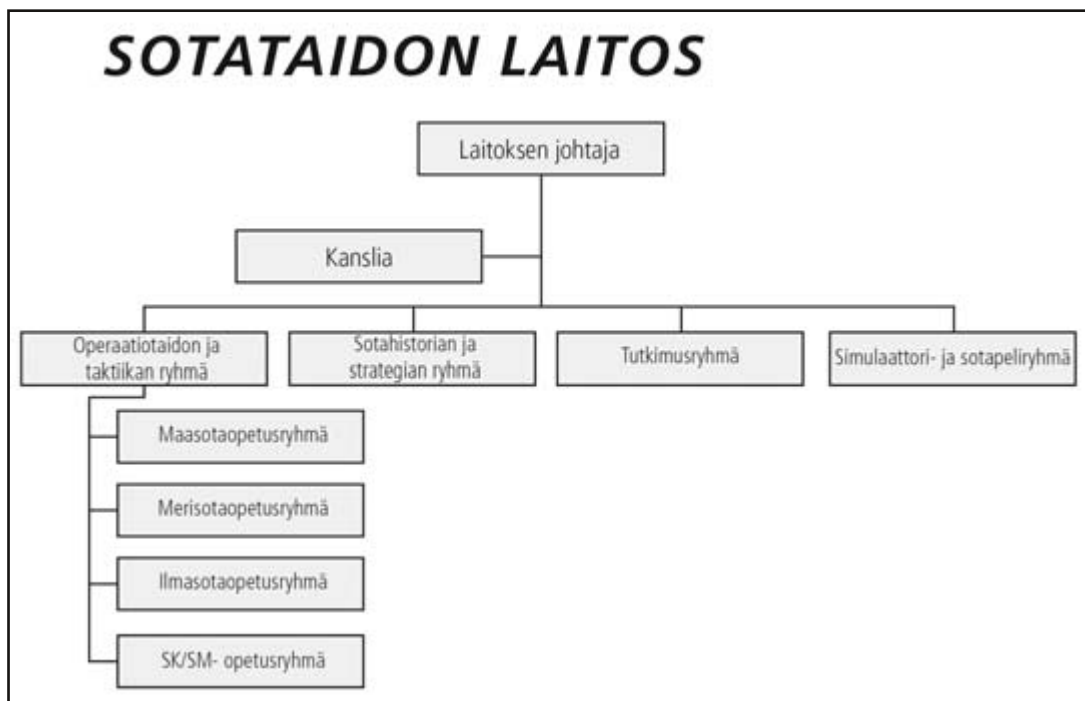 SOTATAIDON LAITOS
Laitoksen johtaja
Kanslia
Operaatiotaidon ja
taktiikan ryhmä
Sotahistorian ja
strategian ryhmä
Tutkimusryhmä
Simulaattori- ja sotapeliryhmä
Maasotaopetusryhmä
Merisotaopetusryhmä
Ilmasotaopetusryhmä
SK/SM- opetusryhmä